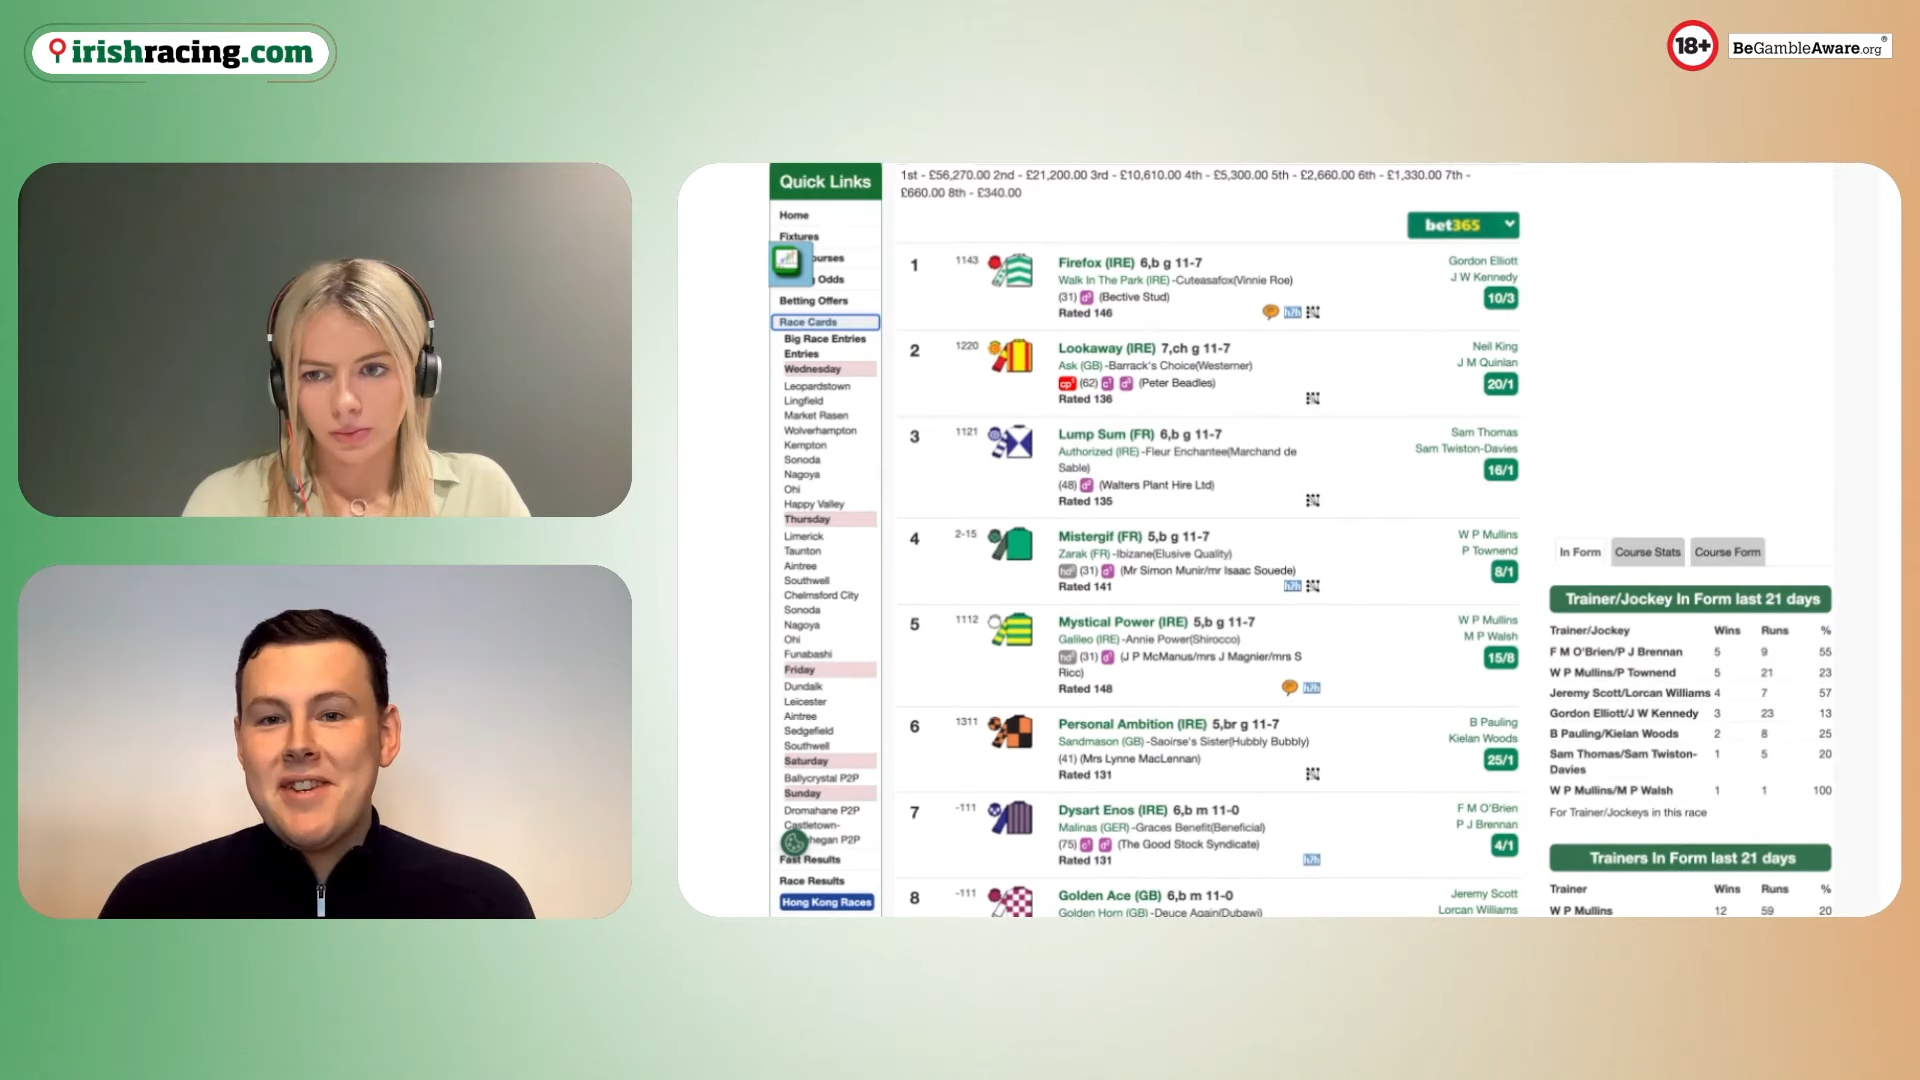 irishracing.com
18+
BeGambleAware.org®
Quick Links
Home
Fixtures
ourses
Odds
Betting Offers
Race Cards
Big Race Entries
Entries
Wednesday
Leopardstown
Lingfield
Market Rasen
Wolverhampton
Kempton
Sonoda
Nagoya
Ohi
Happy Valley
Thursday
Limerick
Taunton
Aintree
Southwell
Chelmsford City
Sonoda
Nagoya
Ohi
Funabashi
Friday
Dundalk
Leicester
Aintree
Sedgefield
Southwell
Saturday
Ballycrystal P2P
Sunday
Dromahane P2P
Castletown-
hegan P2P
Fast Results
Race Results
Hong Kong Races
1st - £56,270.00 2nd - £21,200.00 3rd - £10,610.00 4th - £5,300.00 5th - £2,660.00 6th - £1,330.00 7th -
£660.00 8th - £340.00
bet365
1 1143 Firefox (IRE) 6,b g 11-7 Gordon Elliott
Walk In The Park (IRE) -Cuteasafox(Vinnie Roe) J W Kennedy
(31) d¹ (Bective Stud) 10/3
Rated 146 h2h
2 1220 Lookaway (IRE) 7,ch g 11-7 Neil King
Ask (GB) -Barrack's Choice(Westerner) J M Quinlan
cp¹ (62) c¹ d³ (Peter Beadles) 20/1
Rated 136
3 1121 Lump Sum (FR) 6,b g 11-7 Sam Thomas
Authorized (IRE) -Fleur Enchantee(Marchand de Sam Twiston-Davies
Sable) 16/1
(48) d² (Walters Plant Hire Ltd)
Rated 135
4 2-15 Mistergif (FR) 5,b g 11-7 W P Mullins
Zarak (FR) -Ibizane(Elusive Quality) P Townend
(31) d¹ (Mr Simon Munir/mr Isaac Souede) 8/1
Rated 141 h2h
5 1112 Mystical Power (IRE) 5,b g 11-7 W P Mullins
Galileo (IRE) -Annie Power(Shirocco) M P Walsh
(31) d¹ (J P McManus/mrs J Magnier/mrs S 15/8
Ricc)
Rated 148 h2h
6 1311 Personal Ambition (IRE) 5,br g 11-7 B Pauling
Sandmason (GB) -Saoirse's Sister(Hubbly Bubbly) Kielan Woods
(41) (Mrs Lynne MacLennan) 25/1
Rated 131
7 -111 Dysart Enos (IRE) 6,b m 11-0 F M O'Brien
Malinas (GER) -Graces Benefit(Beneficial) P J Brennan
(75) c¹ d² (The Good Stock Syndicate) 4/1
Rated 131 h2h
8 -111 Golden Ace (GB) 6,b m 11-0 Jeremy Scott
Golden Horn (GB) -Deuce Again(Dubawi) Lorcan Williams
In Form Course Stats Course Form
Trainer/Jockey In Form last 21 days
Trainer/Jockey Wins Runs %
F M O'Brien/P J Brennan 5 9 55
W P Mullins/P Townend 5 21 23
Jeremy Scott/Lorcan Williams 4 7 57
Gordon Elliott/J W Kennedy 3 23 13
B Pauling/Kielan Woods 2 8 25
Sam Thomas/Sam Twiston- 1 5 20
Davies
W P Mullins/M P Walsh 1 1 100
For Trainer/Jockeys in this race
Trainers In Form last 21 days
Trainer Wins Runs %
W P Mullins 12 59 20